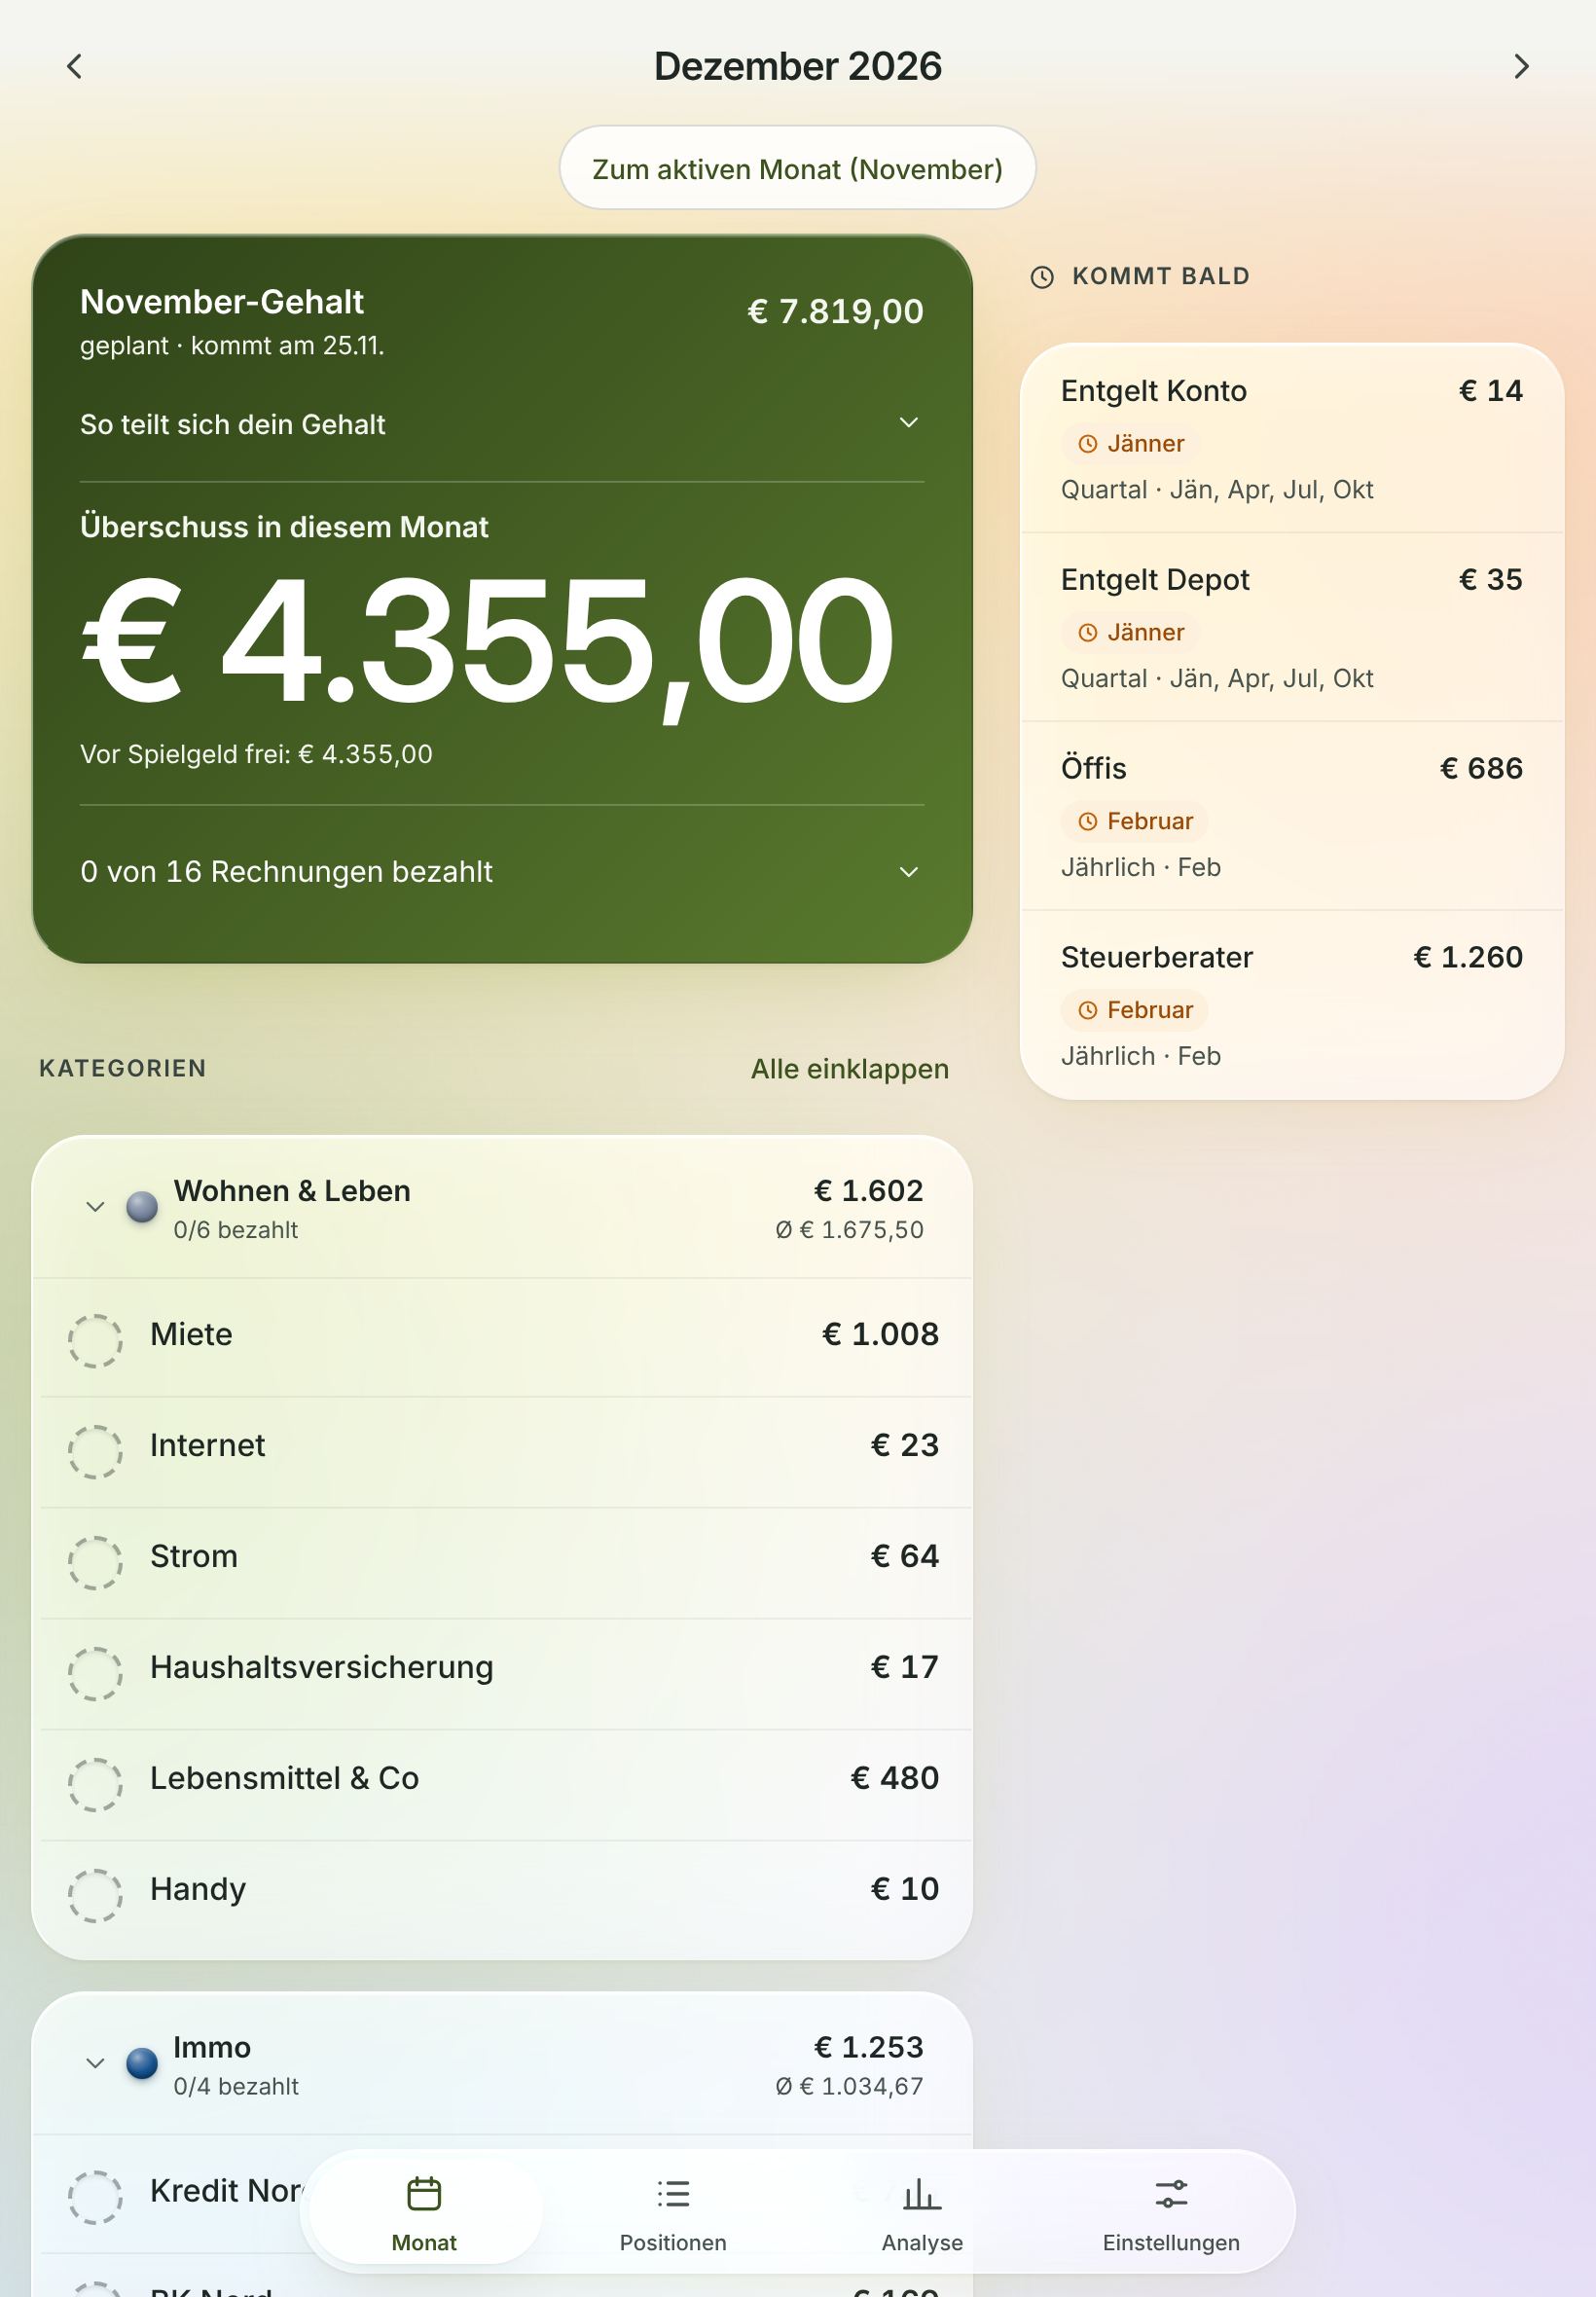 Dezember 2026
Zum aktiven Monat (November)
November-Gehalt
€ 7.819,00
geplant · kommt am 25.11.
So teilt sich dein Gehalt
Überschuss in diesem Monat
€ 4.355,00
Vor Spielgeld frei: € 4.355,00
0 von 16 Rechnungen bezahlt
KOMMT BALD
Entgelt Konto € 14
Jänner
Quartal · Jän, Apr, Jul, Okt
Entgelt Depot € 35
Jänner
Quartal · Jän, Apr, Jul, Okt
Öffis € 686
Februar
Jährlich · Feb
Steuerberater € 1.260
Februar
Jährlich · Feb
KATEGORIEN Alle einklappen
Wohnen & Leben € 1.602
0/6 bezahlt Ø € 1.675,50
Miete € 1.008
Internet € 23
Strom € 64
Haushaltsversicherung € 17
Lebensmittel & Co € 480
Handy € 10
Immo € 1.253
0/4 bezahlt Ø € 1.034,67
Kredit
Monat Positionen Analyse Einstellungen